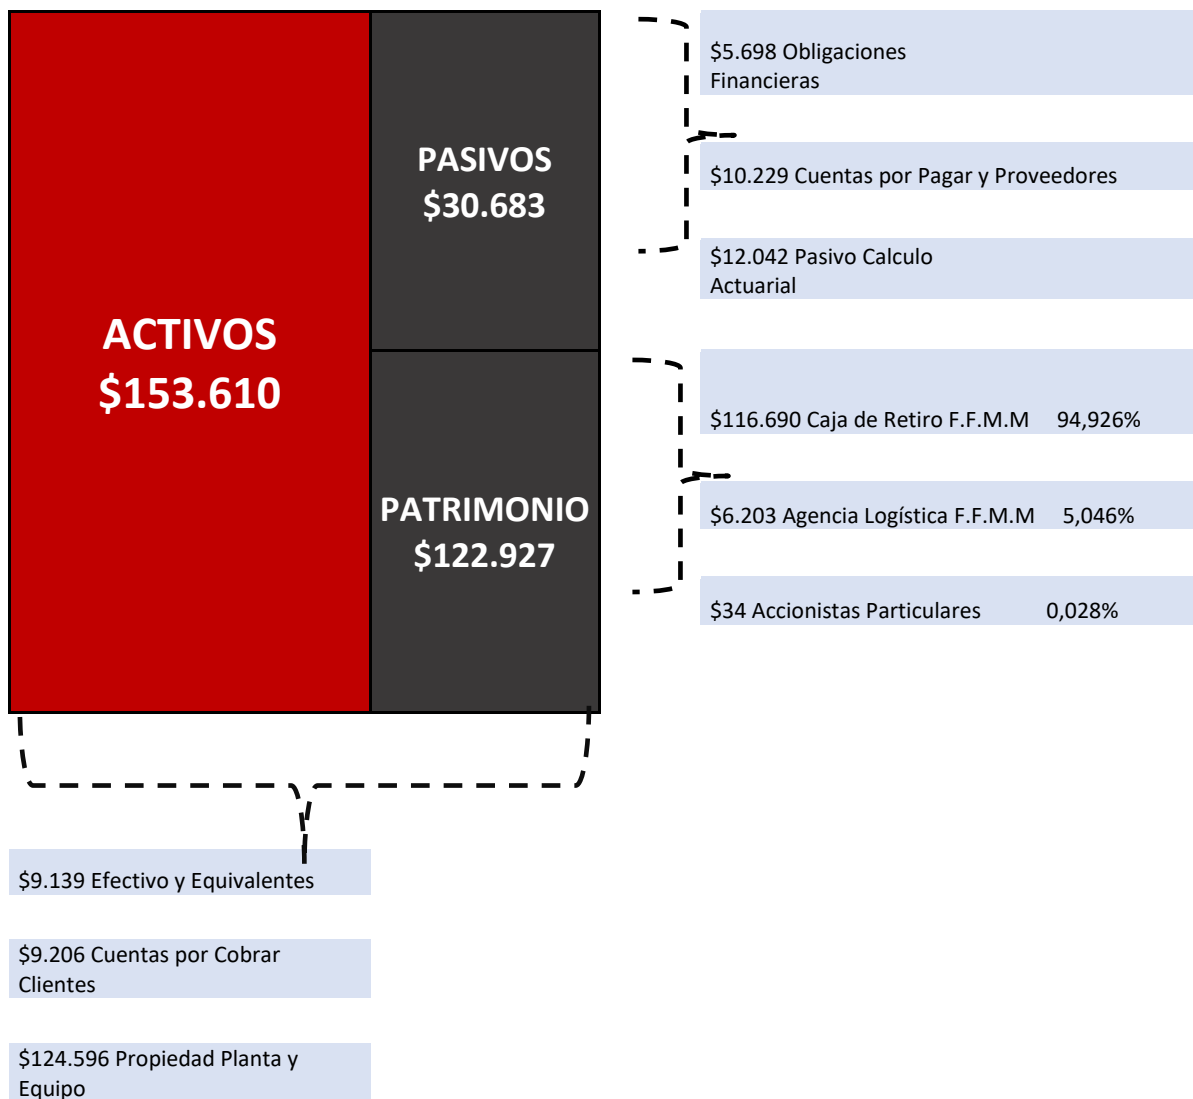 ACTIVOS
$153.610
PASIVOS
$30.683
PATRIMONIO
$122.927
$5.698 Obligaciones
Financieras
$10.229 Cuentas por Pagar y Proveedores
$12.042 Pasivo Calculo
Actuarial
$116.690 Caja de Retiro F.F.M.M 94,926%
$6.203 Agencia Logística F.F.M.M 5,046%
$34 Accionistas Particulares 0,028%
$9.139 Efectivo y Equivalentes
$9.206 Cuentas por Cobrar
Clientes
$124.596 Propiedad Planta y
Equipo